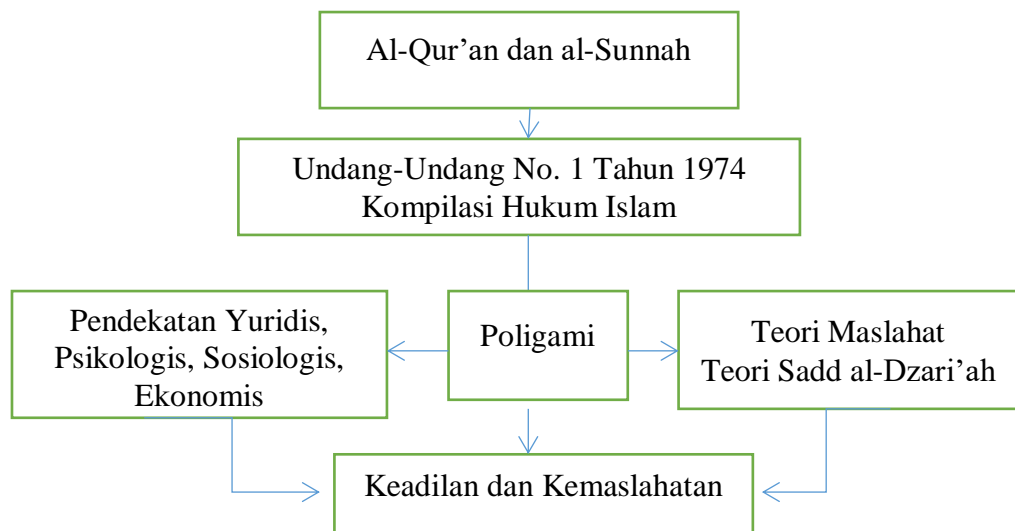 Al-Qur’an dan al-Sunnah
Undang-Undang No. 1 Tahun 1974
Kompilasi Hukum Islam
Pendekatan Yuridis,
Psikologis, Sosiologis,
Ekonomis
Poligami
Teori Maslahat
Teori Sadd al-Dzari’ah
Keadilan dan Kemaslahatan